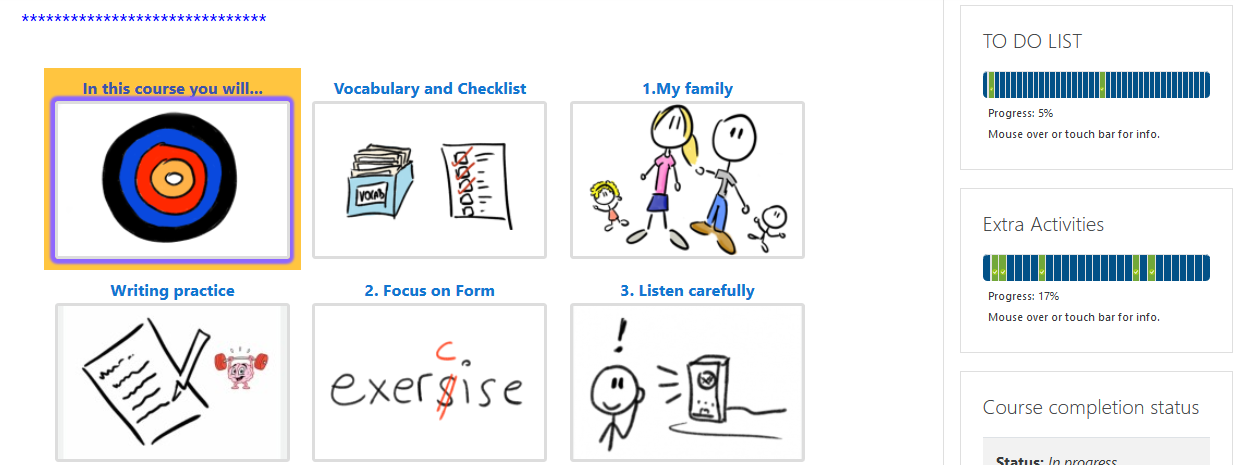 ******************************
In this course you will...
Vocabulary and Checklist
1.My family
VOCAB
Writing practice
2. Focus on Form
3. Listen carefully
c
exersise
!
TO DO LIST
Progress: 5%
Mouse over or touch bar for info.
Extra Activities
Progress: 17%
Mouse over or touch bar for info.
Course completion status
Status: In progress